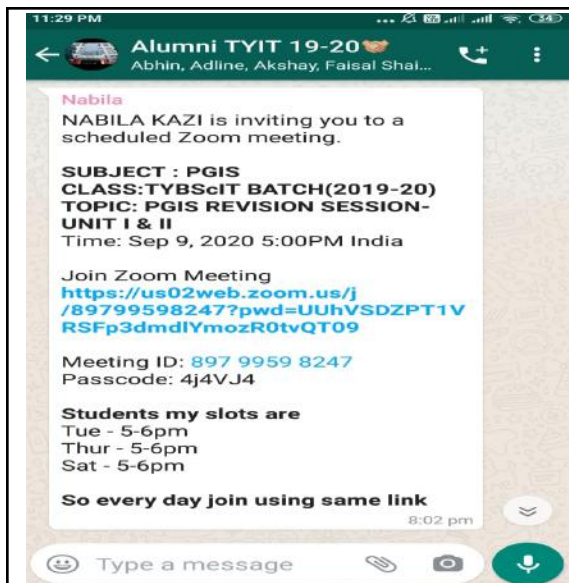 11:29 PM
... 34
Alumni TYIT 19-20
Abhin, Adline, Akshay, Faisal Shai...
Nabila
NABILA KAZI is inviting you to a
scheduled Zoom meeting.
SUBJECT : PGIS
CLASS:TYBScIT BATCH(2019-20)
TOPIC: PGIS REVISION SESSION-
UNIT I & II
Time: Sep 9, 2020 5:00PM India
Join Zoom Meeting
https://us02web.zoom.us/j
/89799598247?pwd=UUhVSDZPT1V
RSFp3dmdlYmozR0tvQT09
Meeting ID: 897 9959 8247
Passcode: 4j4VJ4
Students my slots are
Tue - 5-6pm
Thur - 5-6pm
Sat - 5-6pm
So every day join using same link
8:02 pm
Type a message